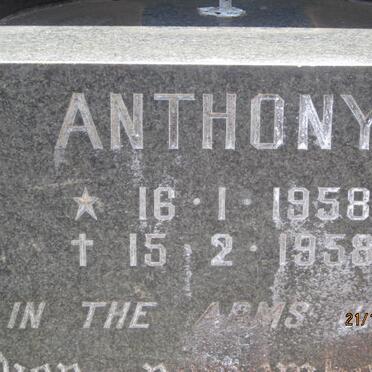 ANTHONY
★ 16·1·1958
✝ 15·2·1958
IN THE ARMS
21/1